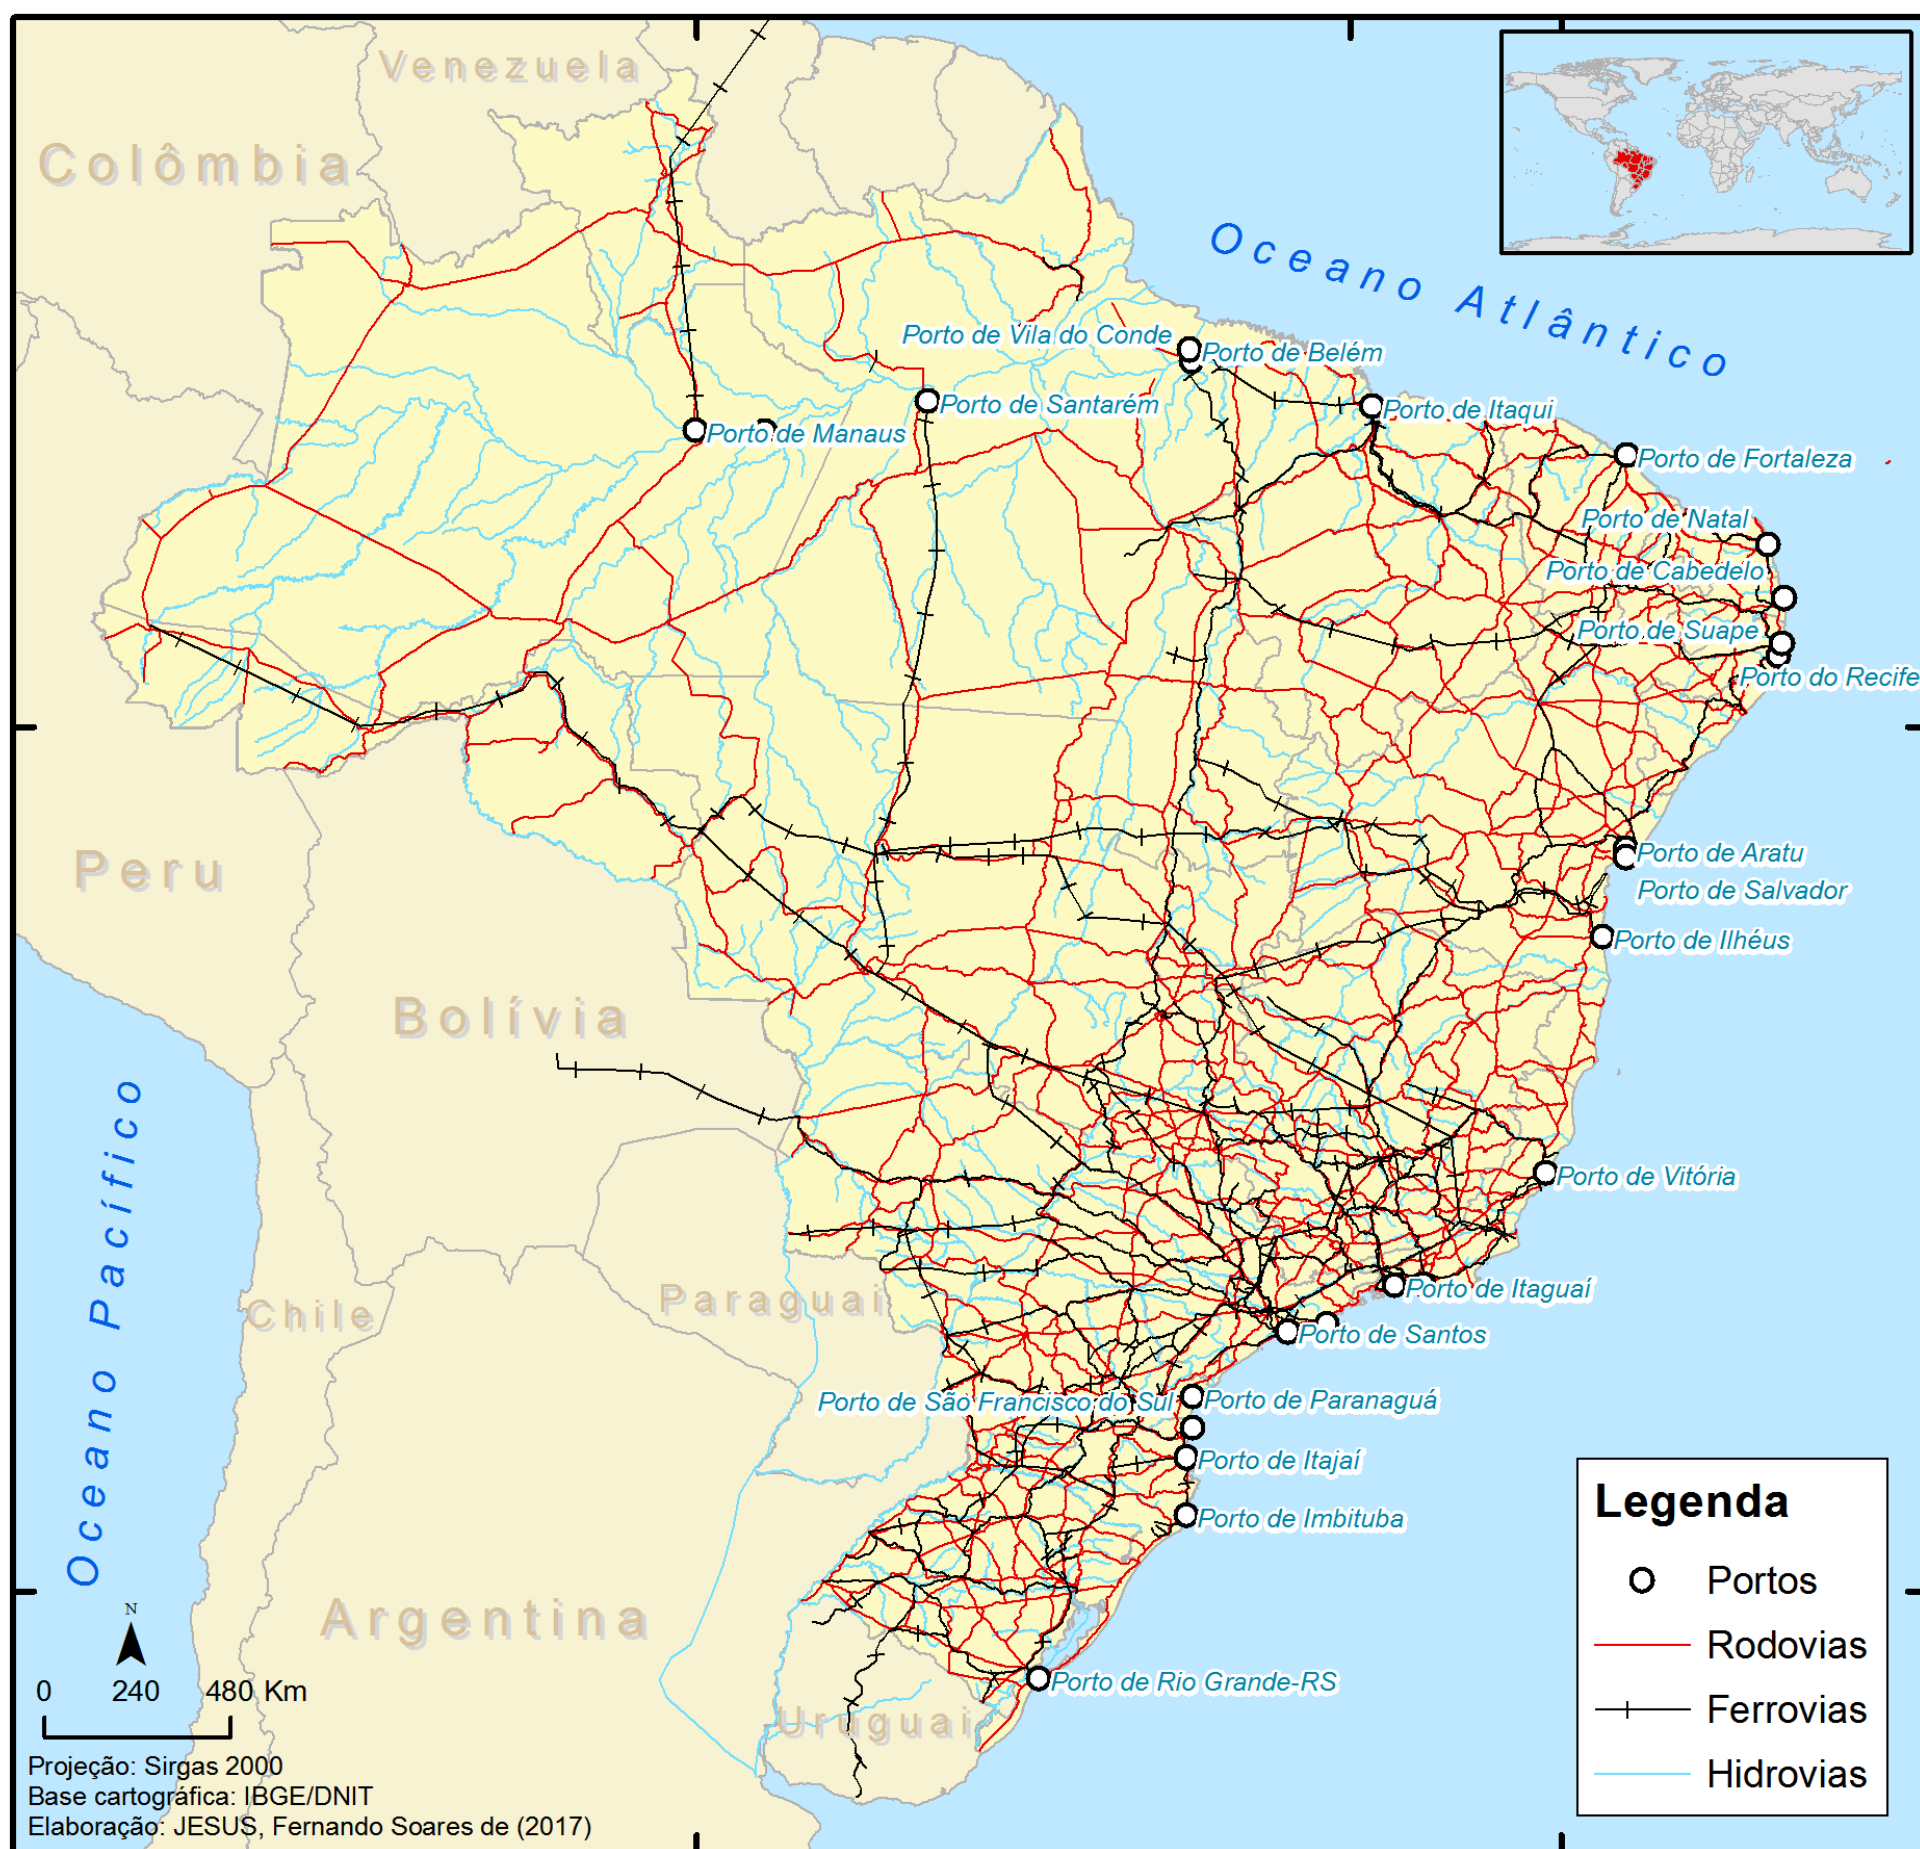 Venezuela
Colômbia
Oceano Atlântico
Porto de Vila do Conde
Porto de Belém
Porto de Santarém
Porto de Itaqui
Porto de Manaus
Porto de Fortaleza
Porto de Natal
Porto de Cabedelo
Porto de Suape
Porto do Recife
Peru
Porto de Aratu
Porto de Salvador
Porto de Ilhéus
Bolívia
Oceano Pacífico
Porto de Vitória
Chile
Paraguai
Porto de Itaguaí
Porto de Santos
Porto de São Francisco do Sul
Porto de Paranaguá
Porto de Itajaí
Porto de Imbituba
Argentina
Porto de Rio Grande-RS
Uruguai
Legenda
Portos
Rodovias
Ferrovias
Hidrovias
N
0 240 480 Km
Projeção: Sirgas 2000
Base cartográfica: IBGE/DNIT
Elaboração: JESUS, Fernando Soares de (2017)